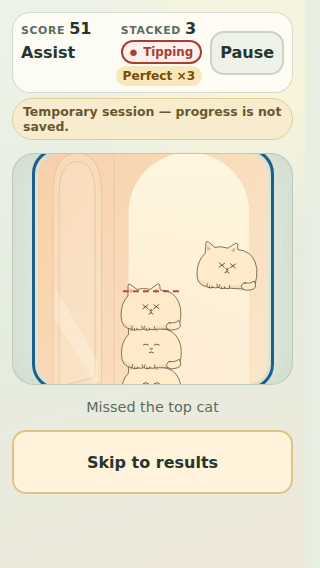 SCORE 51
STACKED 3
Assist
● Tipping
Perfect ×3
Pause
Temporary session — progress is not
saved.
Missed the top cat
Skip to results